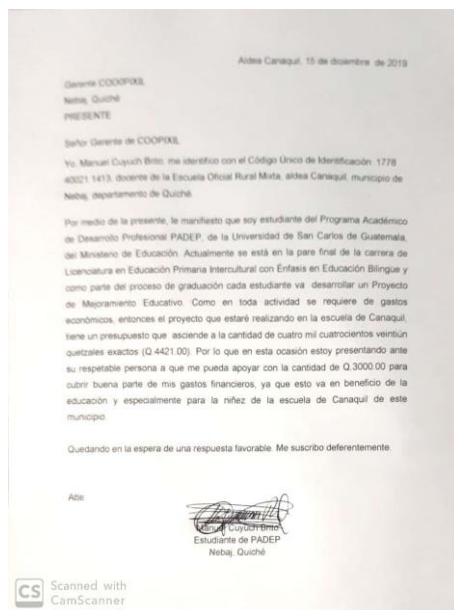 Aldea Canaquil, 15 de diciembre de 2019
Gerente COOPIXIL
Nebaj, Quiché
PRESENTE
Señor Gerente de COOPIXIL
Yo, Manuel Cuyuch Brito, me identifico con el Código Único de Identificación: 1778
40021 1413, docente de la Escuela Oficial Rural Mixta, aldea Canaquil, municipio de
Nebaj, departamento de Quiché.
Por medio de la presente, le manifiesto que soy estudiante del Programa Académico
de Desarrollo Profesional PADEP, de la Universidad de San Carlos de Guatemala,
del Ministerio de Educación. Actualmente se está en la pare final de la carrera de
Licenciatura en Educación Primaria Intercultural con Énfasis en Educación Bilingüe y
como parte del proceso de graduación cada estudiante va desarrollar un Proyecto
de Mejoramiento Educativo. Como en toda actividad se requiere de gastos
económicos, entonces el proyecto que estaré realizando en la escuela de Canaquil,
tiene un presupuesto que asciende a la cantidad de cuatro mil cuatrocientos veintiún
quetzales exactos (Q.4421.00). Por lo que en esta ocasión estoy presentando ante
su respetable persona a que me pueda apoyar con la cantidad de Q.3000.00 para
cubrir buena parte de mis gastos financieros, ya que esto va en beneficio de la
educación y especialmente para la niñez de la escuela de Canaquil de este
municipio.
Quedando en la espera de una respuesta favorable. Me suscribo deferentemente.
Manuel Cuyuch Brito
Estudiante de PADEP
Nebaj, Quiché
CS Scanned with
CamScanner